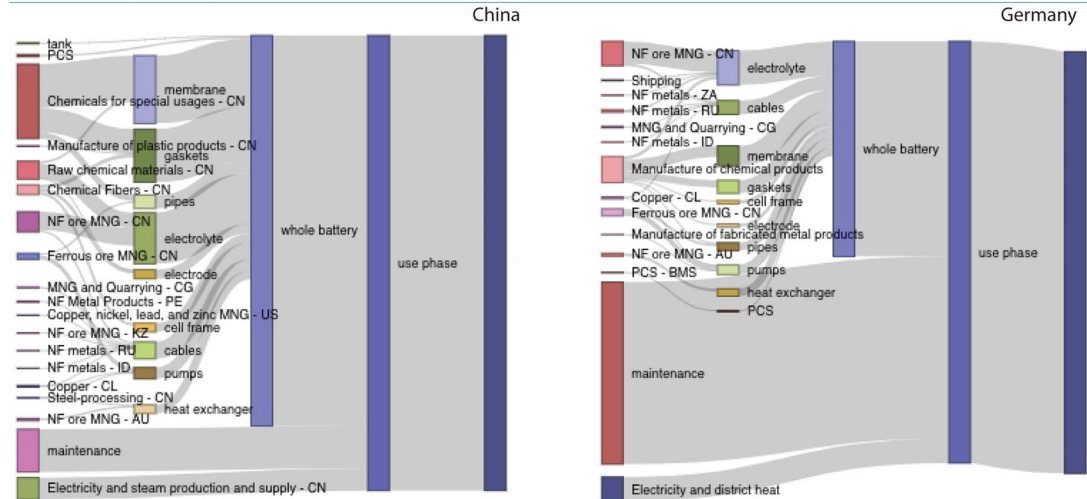 China
tank
PCS
membrane
Chemicals for special usages - CN
Manufacture of plastic products - CN
gaskets
Raw chemical materials - CN
Chemical Fibers - CN
pipes
NF ore MNG - CN
whole battery
electrolyte
Ferrous ore MNG - CN
use phase
electrode
MNG and Quarrying - CG
NF Metal Products - PE
Copper, nickel, lead, and zinc MNG - US
cell frame
NF ore MNG - KZ
NF metals - RU
cables
NF metals - ID
pumps
Copper - CL
Steel-processing - CN
heat exchanger
NF ore MNG - AU
maintenance
Electricity and steam production and supply - CN
Germany
NF ore MNG - CN
electrolyte
Shipping
NF metals - ZA
cables
NF metals - RU
MNG and Quarrying - CG
NF metals - ID
whole battery
membrane
Manufacture of chemical products
gaskets
Copper - CL
cell frame
Ferrous ore MNG - CN
electrode
Manufacture of fabricated metal products
pipes
NF ore MNG - AU
use phase
PCS - BMS
pumps
heat exchanger
PCS
maintenance
Electricity and district heat